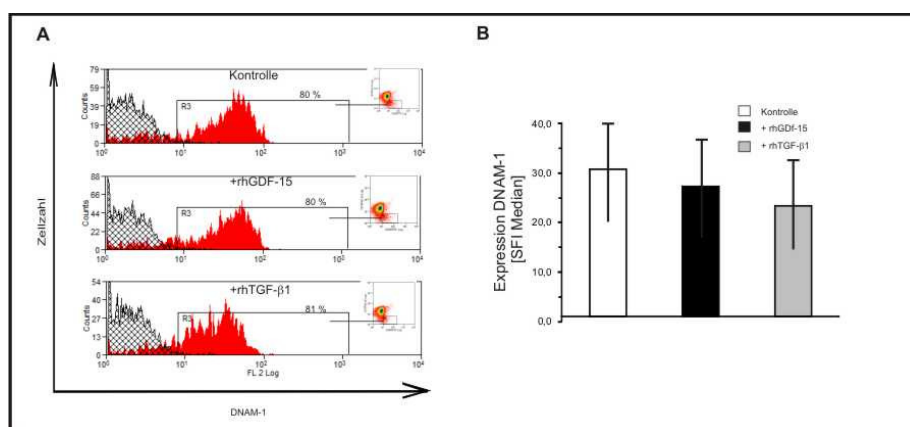 A
Zellzahl
Kontrolle
Counts
79
59
39
19
0
R3
80 %
10⁰ 10¹ 10² 10³ 10⁴
+rhGDF-15
Counts
88
66
44
22
0
R3
80 %
10⁰ 10¹ 10² 10³ 10⁴
+rhTGF-β1
Counts
54
40
27
13
0
R3
81 %
10⁰ 10¹ 10² 10³ 10⁴
FL 2 Log
DNAM-1
B
Kontrolle
+ rhGDf-15
+ rhTGF-β1
Expression DNAM-1
[SFI Median]
40,0
30,0
20,0
10,0
0,0